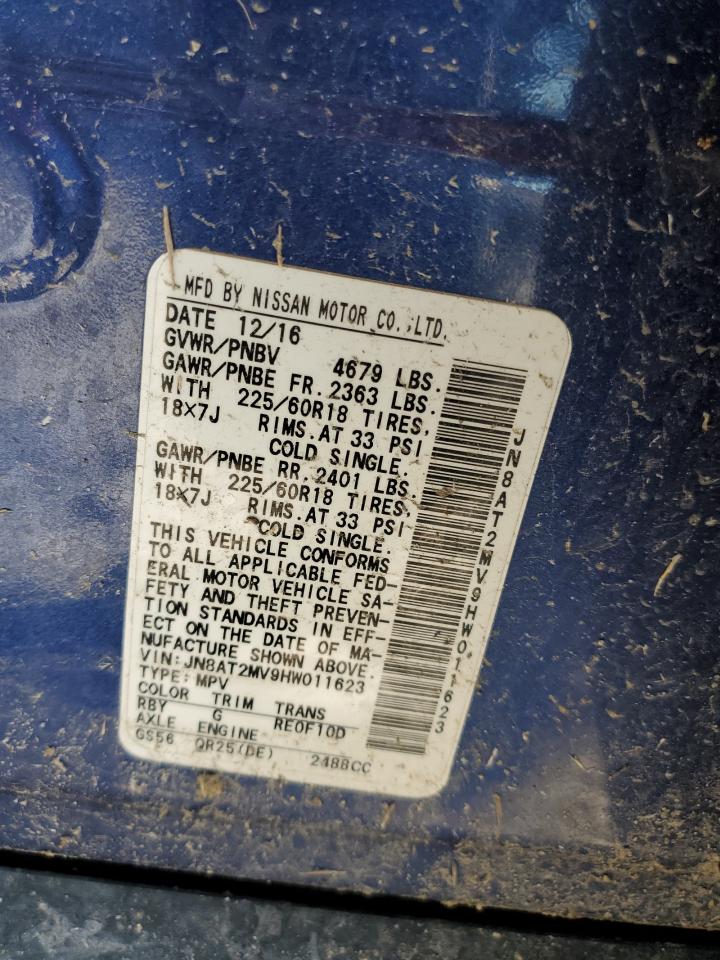 MFD BY NISSAN MOTOR CO.,LTD.
DATE 12/16
GVWR/PNBV 4679 LBS.
GAWR/PNBE FR. 2363 LBS.
WITH 225/60R18 TIRES,
18×7J RIMS.AT 33 PSI
COLD SINGLE.
GAWR/PNBE RR. 2401 LBS.
WITH 225/60R18 TIRES,
18×7J RIMS.AT 33 PSI
COLD SINGLE.
THIS VEHICLE CONFORMS
TO ALL APPLICABLE FED-
ERAL MOTOR VEHICLE SA-
FETY AND THEFT PREVEN-
TION STANDARDS IN EFF-
ECT ON THE DATE OF MA-
NUFACTURE SHOWN ABOVE.
VIN:JN8AT2MV9HW011623
TYPE:MPV
COLOR TRIM TRANS
RBY G RE0F10D
AXLE ENGINE
GS56 QR25(DE) 2488CC
JN8AT2MV9HW011623